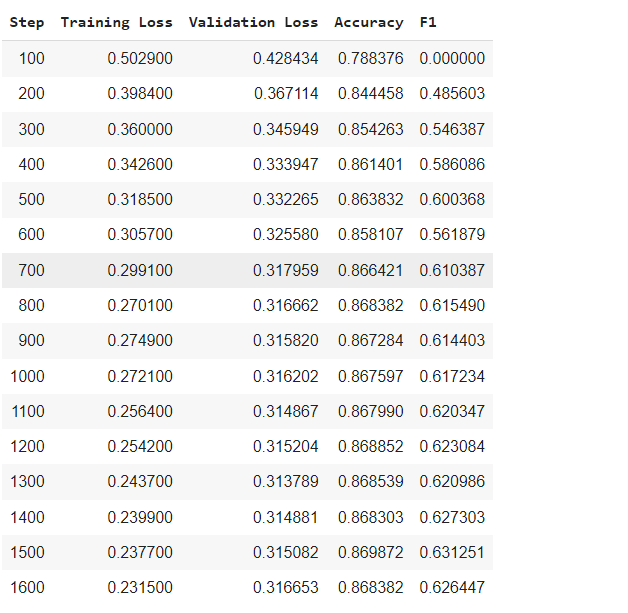 Step Training Loss Validation Loss Accuracy F1
100 0.502900 0.428434 0.788376 0.000000
200 0.398400 0.367114 0.844458 0.485603
300 0.360000 0.345949 0.854263 0.546387
400 0.342600 0.333947 0.861401 0.586086
500 0.318500 0.332265 0.863832 0.600368
600 0.305700 0.325580 0.858107 0.561879
700 0.299100 0.317959 0.866421 0.610387
800 0.270100 0.316662 0.868382 0.615490
900 0.274900 0.315820 0.867284 0.614403
1000 0.272100 0.316202 0.867597 0.617234
1100 0.256400 0.314867 0.867990 0.620347
1200 0.254200 0.315204 0.868852 0.623084
1300 0.243700 0.313789 0.868539 0.620986
1400 0.239900 0.314881 0.868303 0.627303
1500 0.237700 0.315082 0.869872 0.631251
1600 0.231500 0.316653 0.868382 0.626447